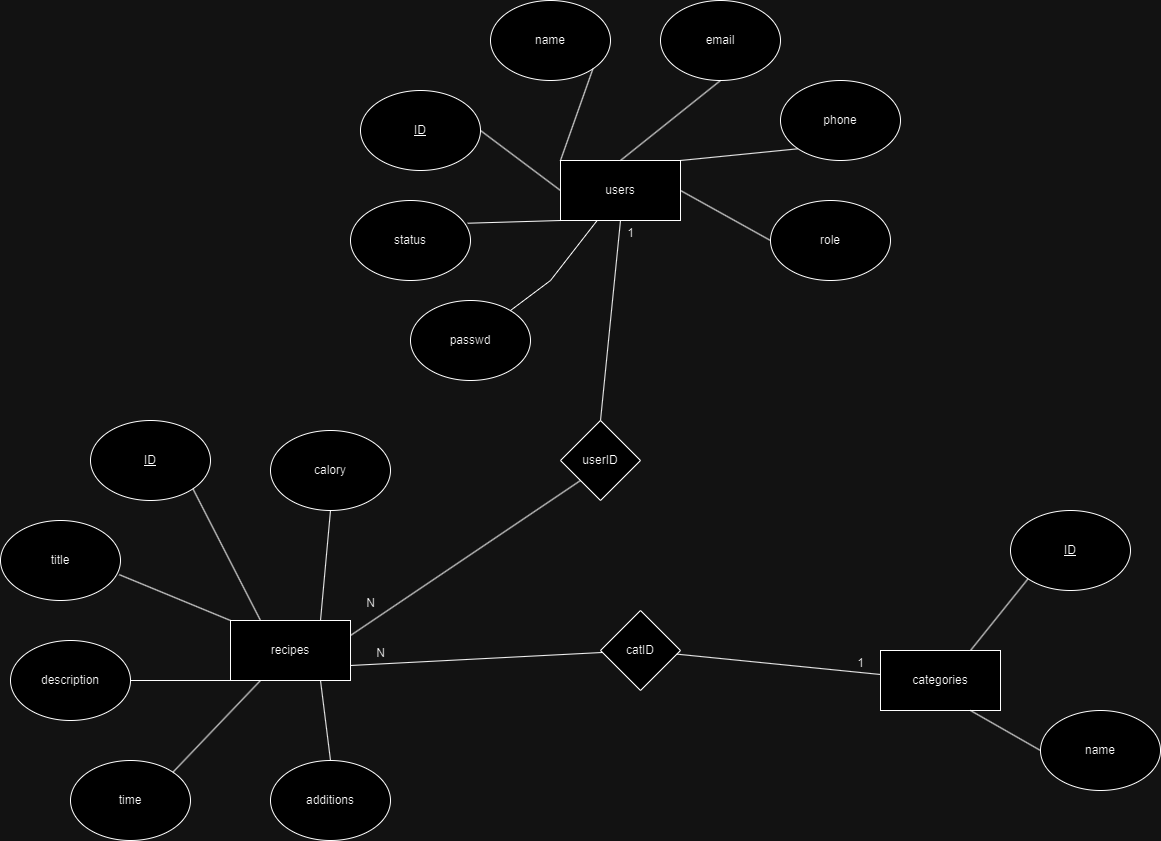 name
email
phone
ID
users
status
role
1
passwd
userID
ID
calory
title
ID
N
recipes
catID
N
1
description
categories
name
time
additions